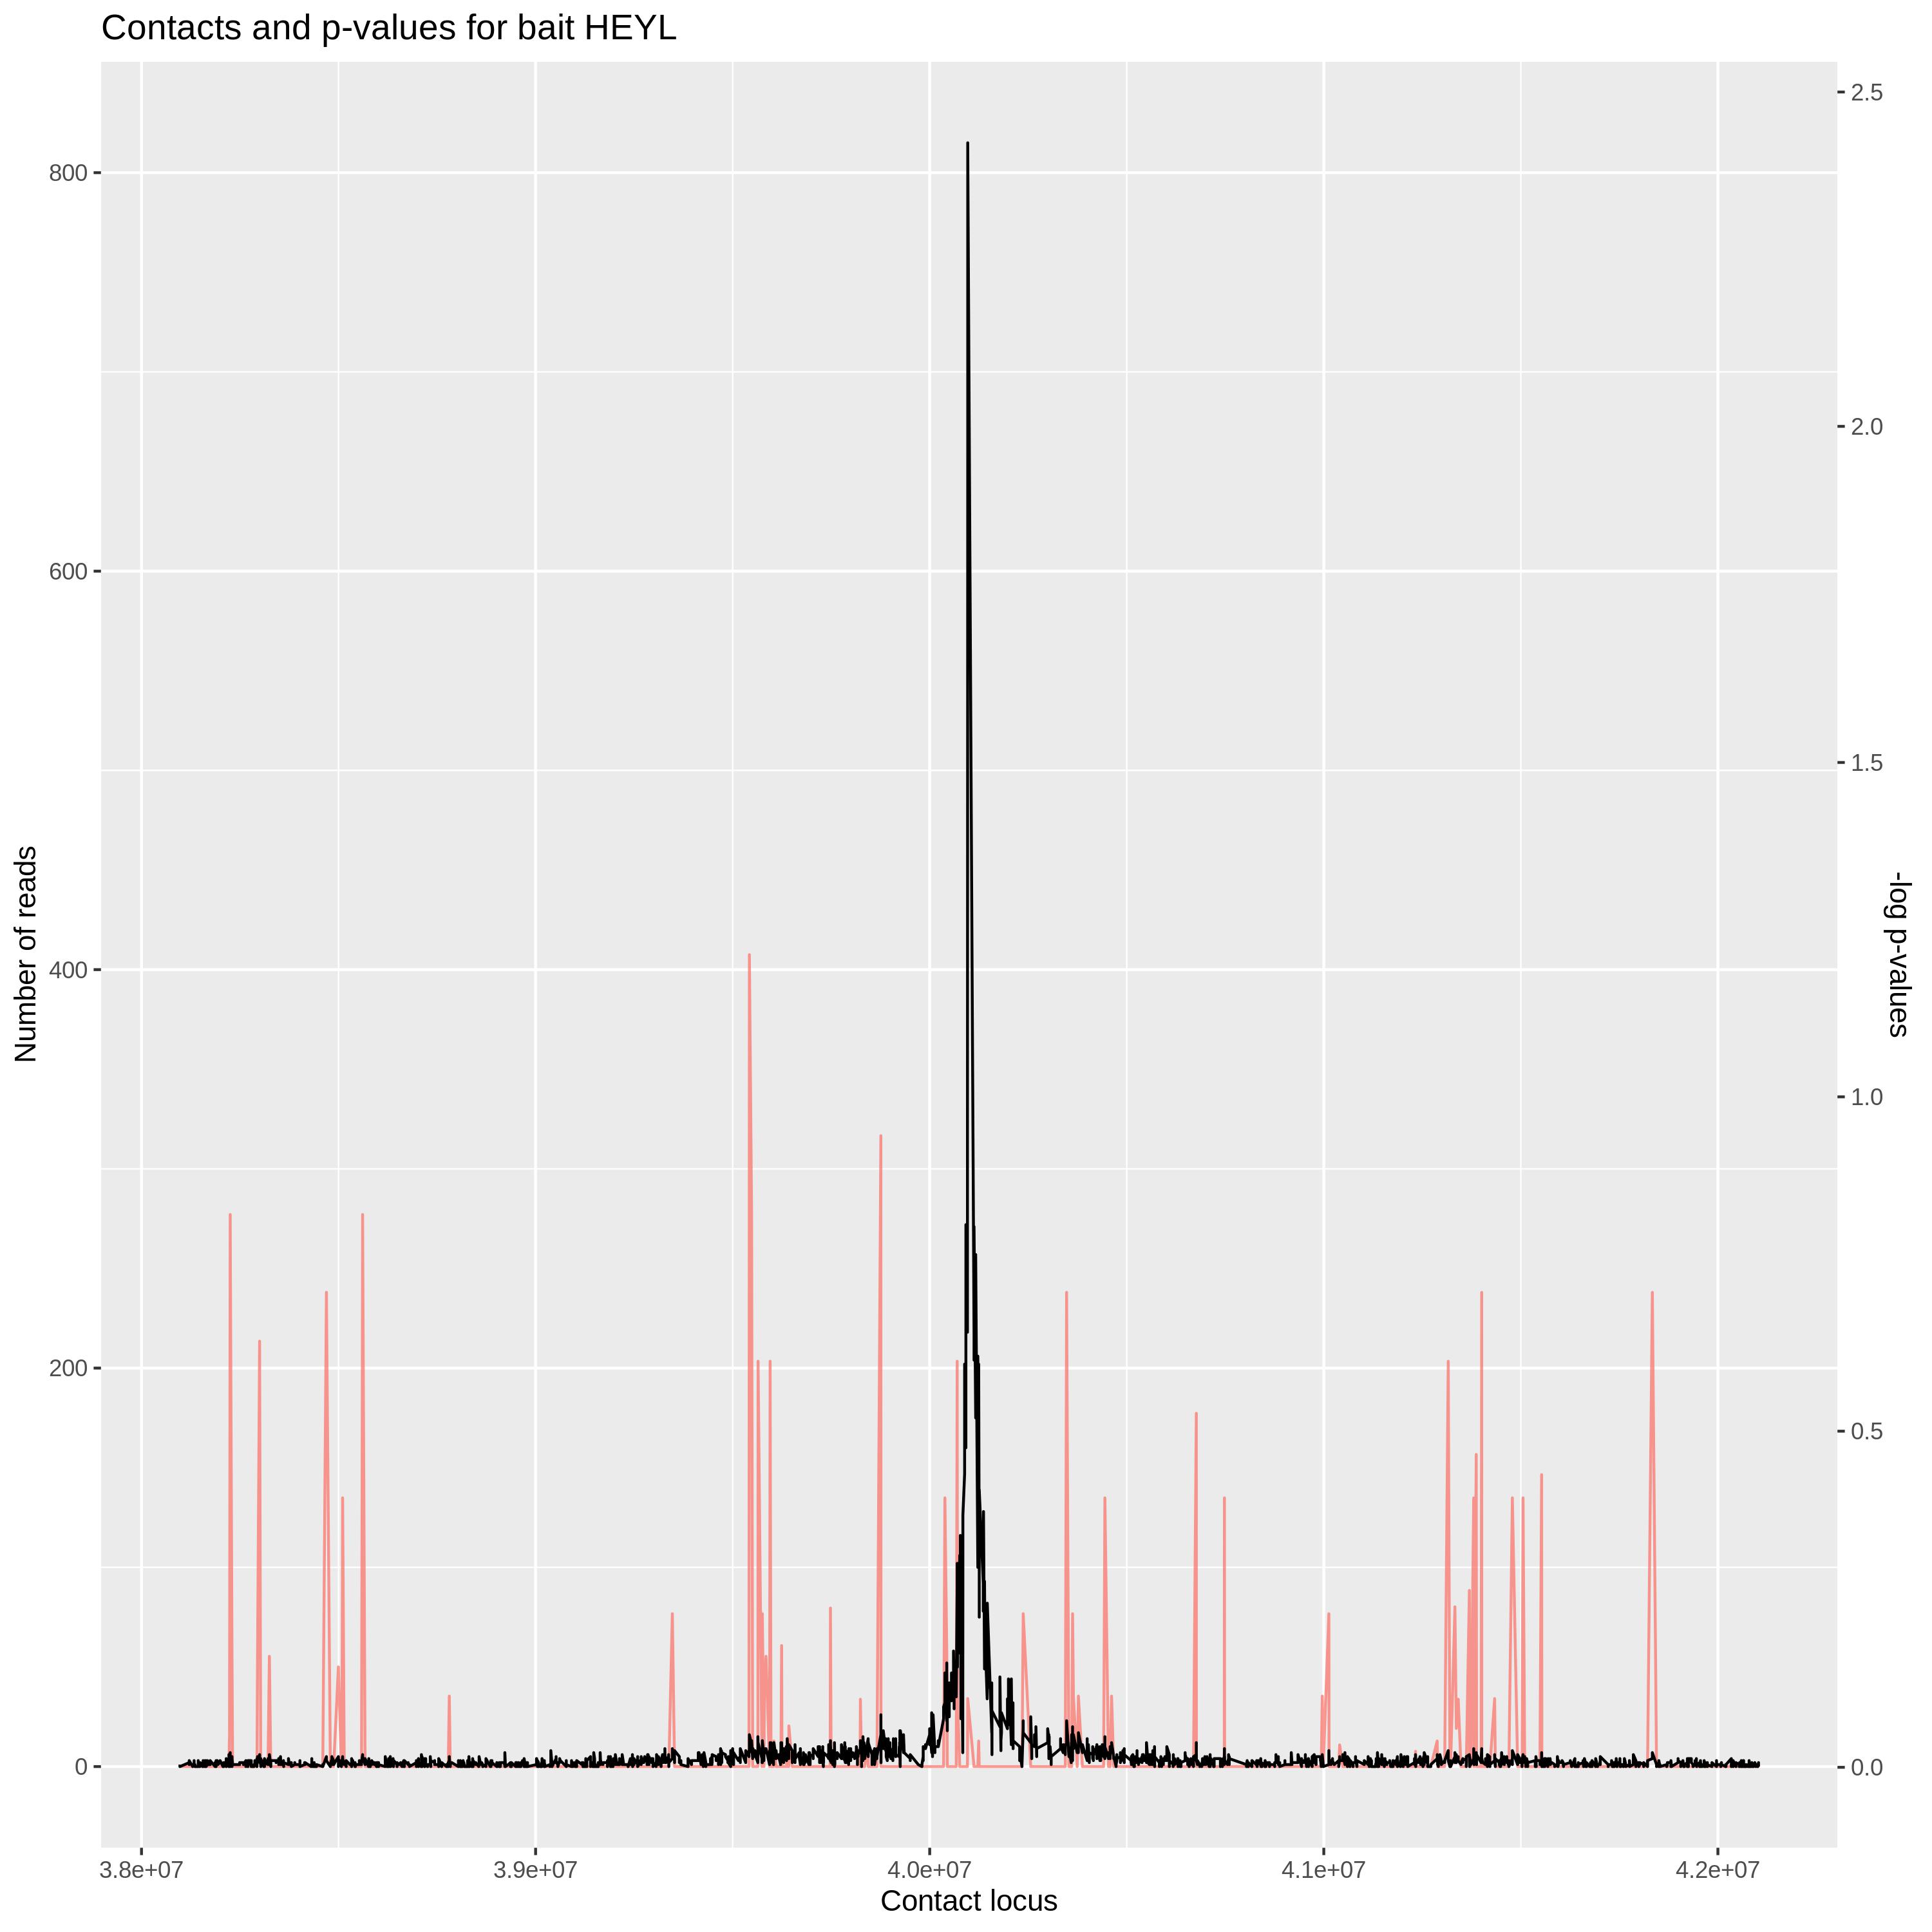 Contacts and p-values for bait HEYL
2.5
800
2.0
600
1.5
Number of reads
-log p-values
400
1.0
200
0.5
0
0.0
3.8e+07
3.9e+07
4.0e+07
4.1e+07
4.2e+07
Contact locus